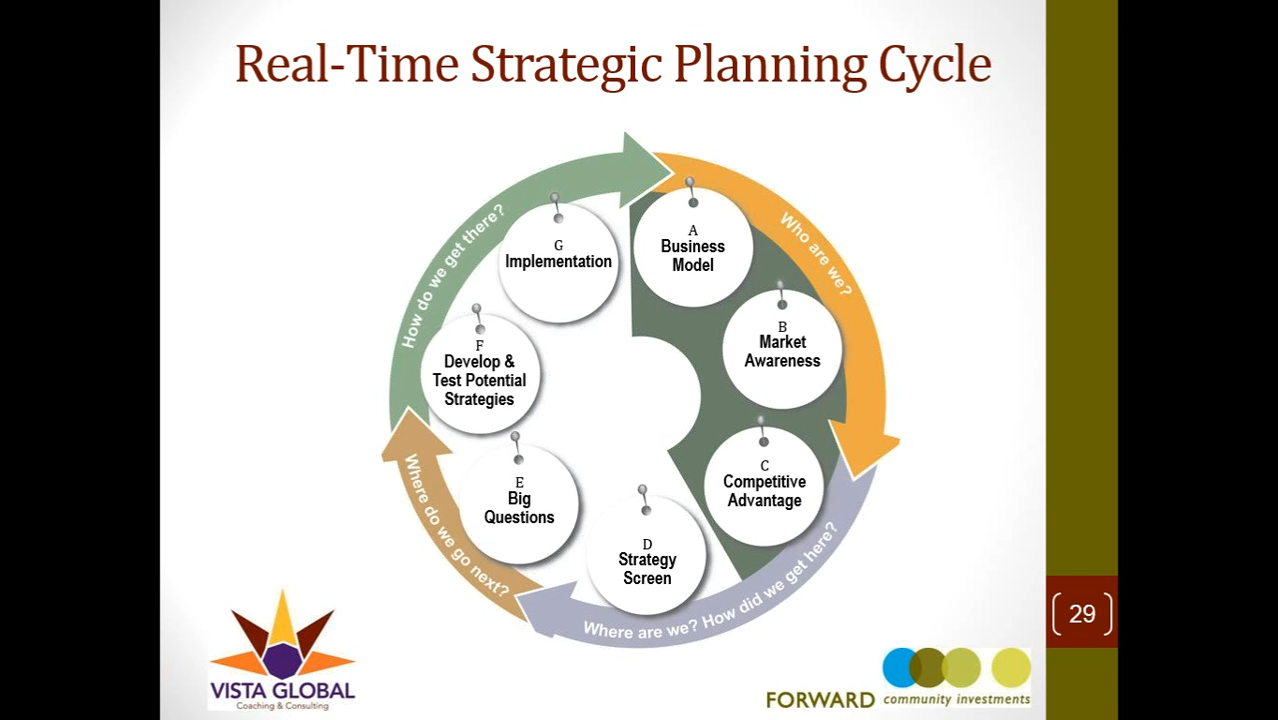 Real-Time Strategic Planning Cycle
How do we get there?
Who are we?
A
Business
Model
G
Implementation
B
Market
Awareness
F
Develop &
Test Potential
Strategies
C
Competitive
Advantage
E
Big
Questions
D
Strategy
Screen
Where do we go next?
Where are we? How did we get here?
29
VISTA GLOBAL
Coaching & Consulting
FORWARD community investments